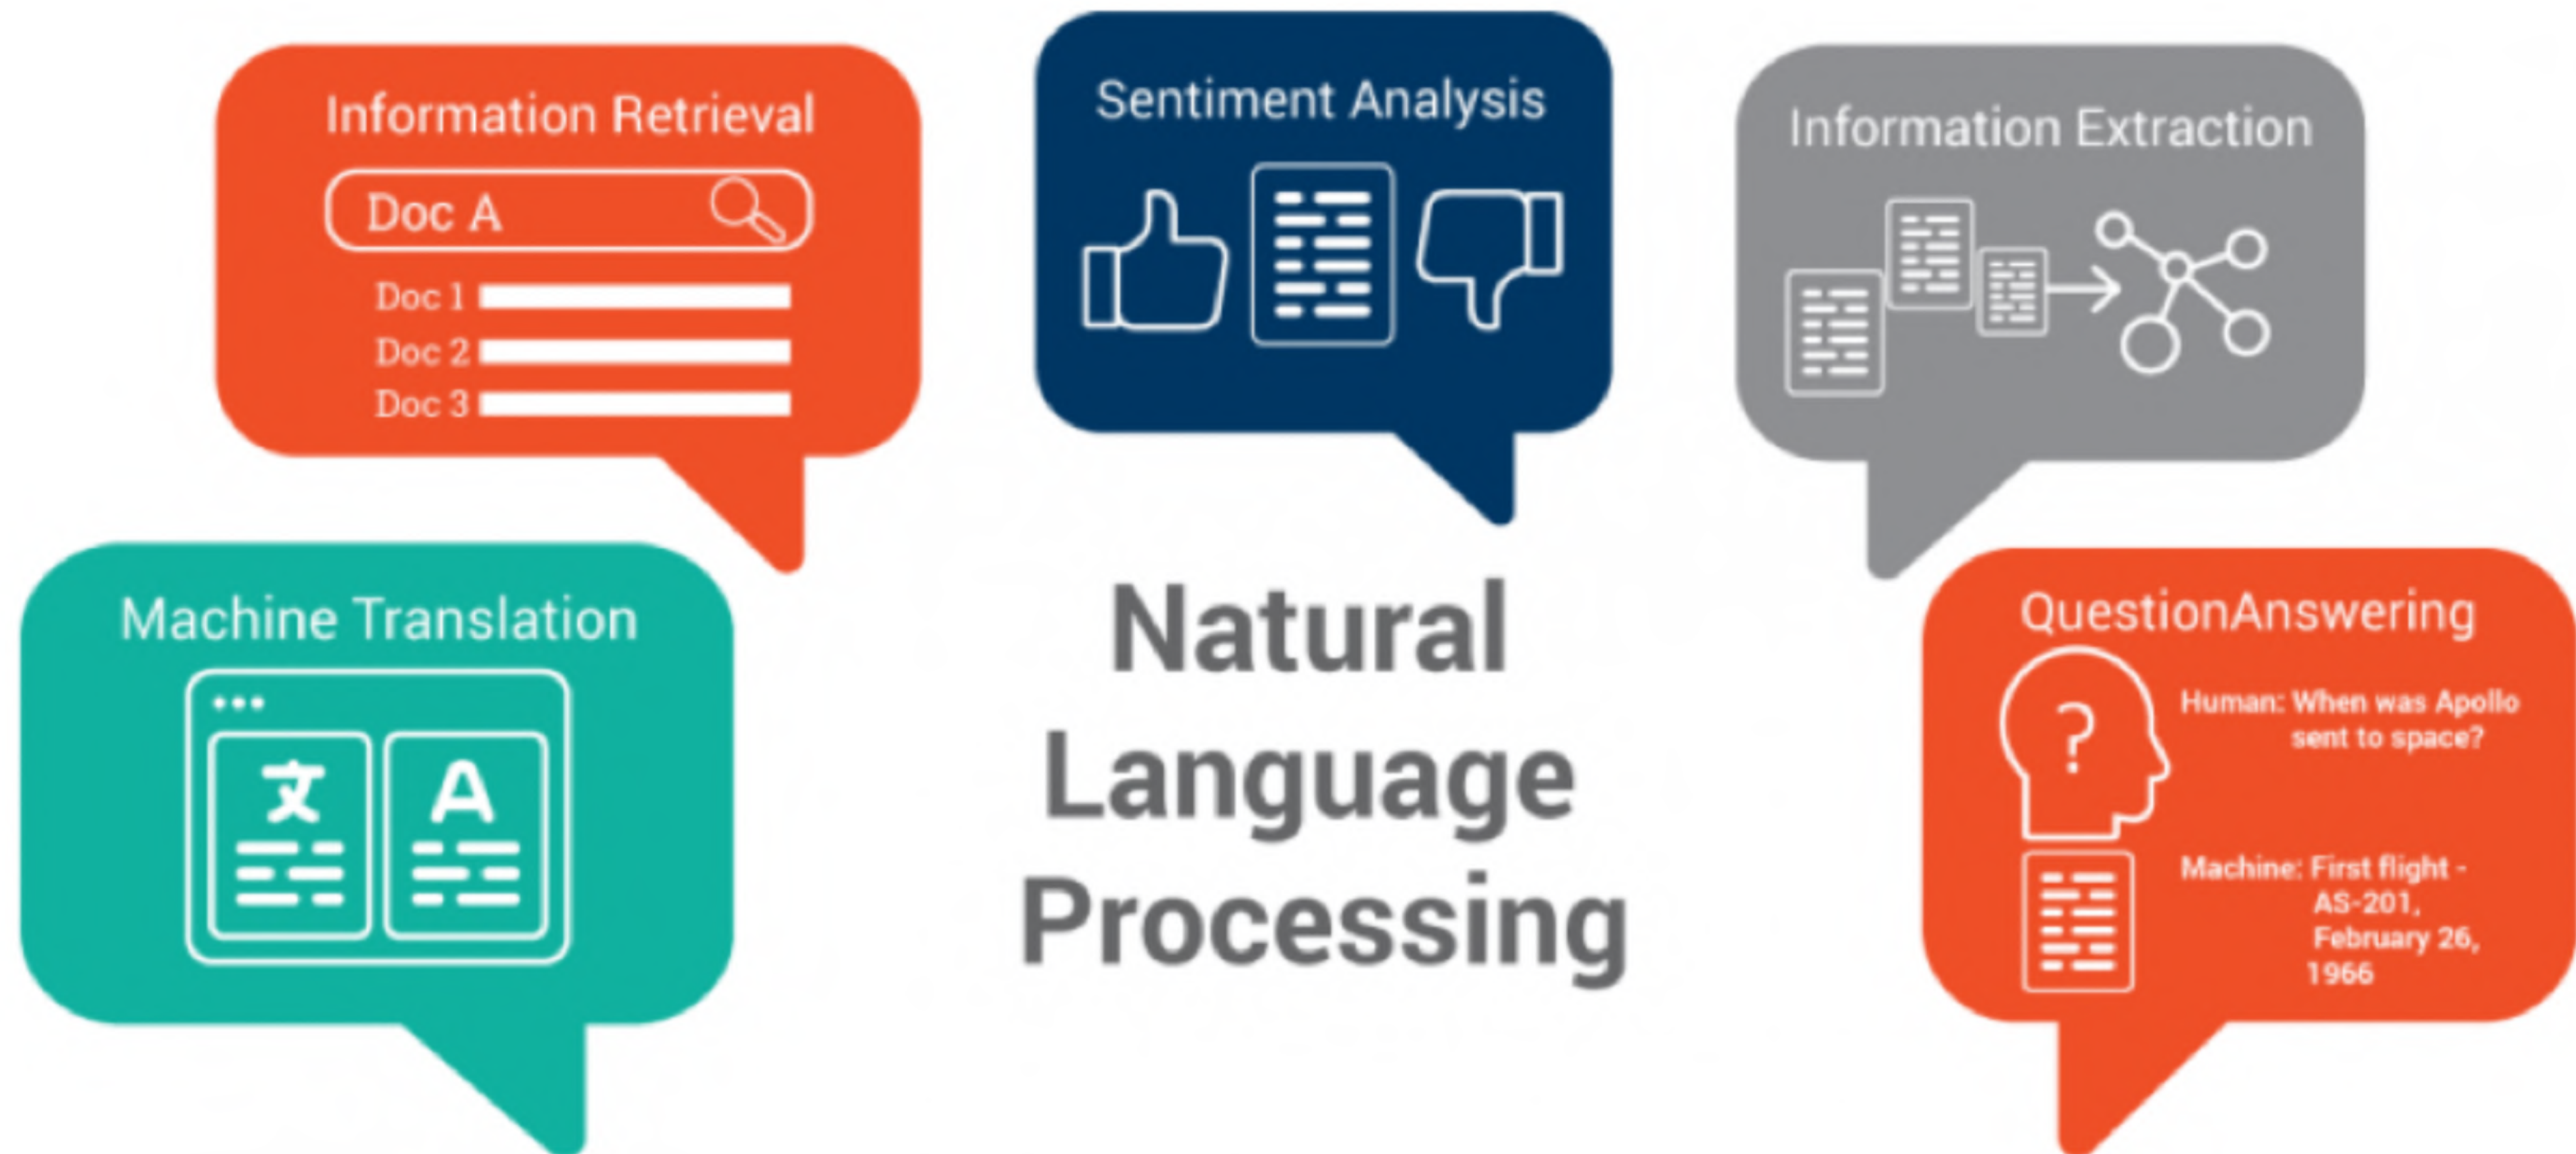 Information Retrieval
Doc A
Doc 1
Doc 2
Doc 3
Sentiment Analysis
Information Extraction
Machine Translation
文 A
Natural
Language
Processing
QuestionAnswering
?
Human: When was Apollo
sent to space?
Machine: First flight -
AS-201,
February 26,
1966